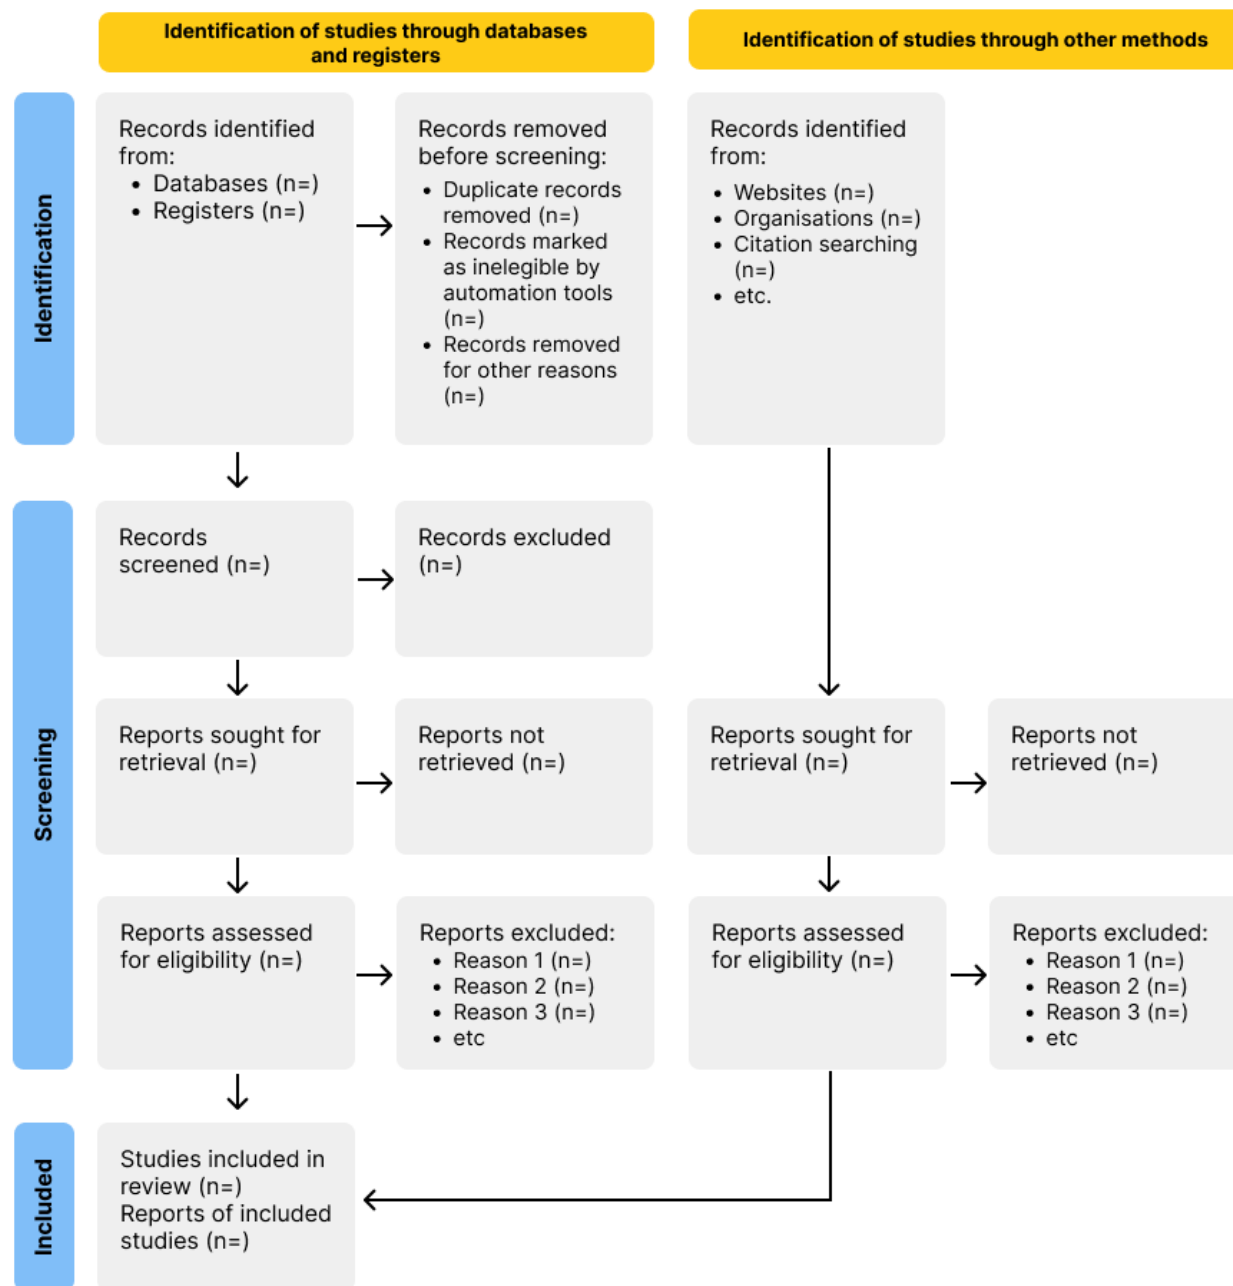 Identification of studies through databases
and registers
Identification of studies through other methods
Identification
Records identified
from:
• Databases (n=)
• Registers (n=)
Records removed
before screening:
• Duplicate records
removed (n=)
• Records marked
as inelegible by
automation tools
(n=)
• Records removed
for other reasons
(n=)
Records identified
from:
• Websites (n=)
• Organisations (n=)
• Citation searching
(n=)
• etc.
Screening
Records
screened (n=)
Records excluded
(n=)
Reports sought for
retrieval (n=)
Reports not
retrieved (n=)
Reports sought for
retrieval (n=)
Reports not
retrieved (n=)
Reports assessed
for eligibility (n=)
Reports excluded:
• Reason 1 (n=)
• Reason 2 (n=)
• Reason 3 (n=)
• etc
Reports assessed
for eligibility (n=)
Reports excluded:
• Reason 1 (n=)
• Reason 2 (n=)
• Reason 3 (n=)
• etc
Included
Studies included in
review (n=)
Reports of included
studies (n=)